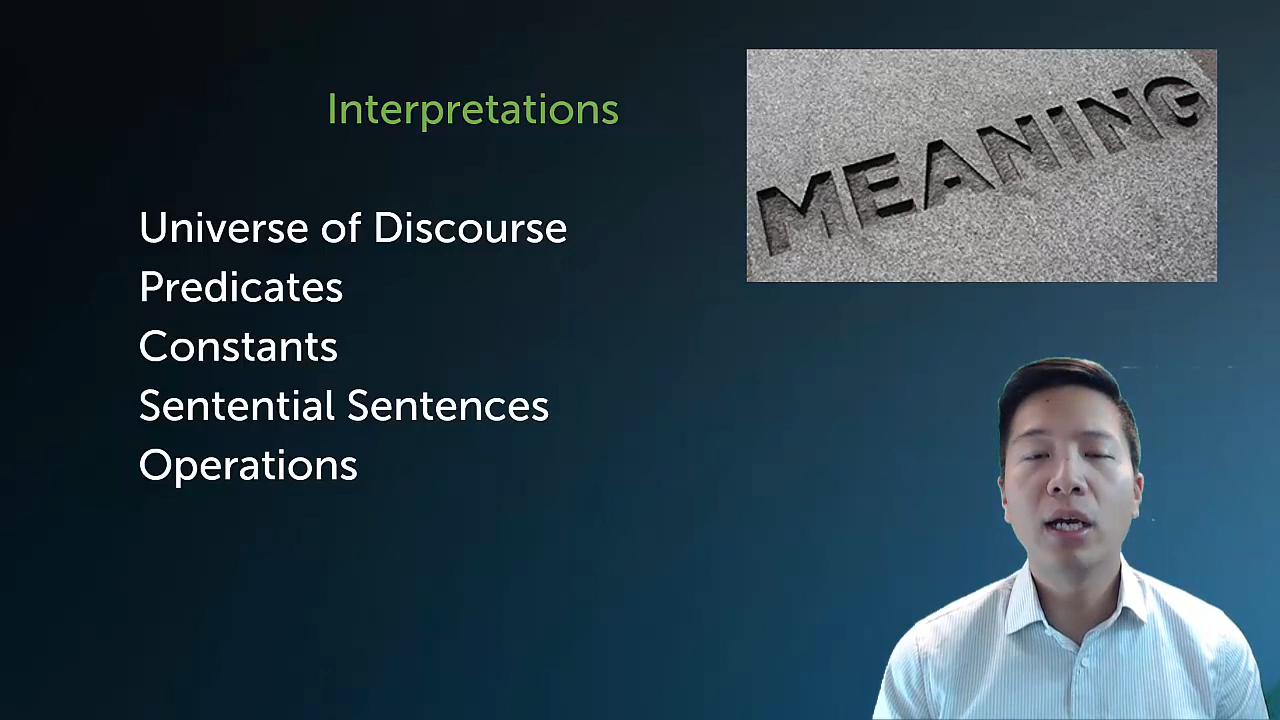 Interpretations
MEANING
Universe of Discourse
Predicates
Constants
Sentential Sentences
Operations